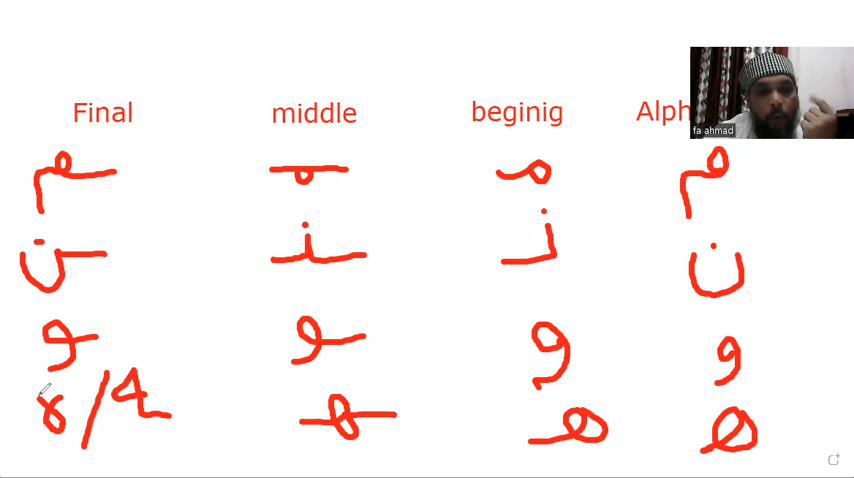 Final middle beginig Alph
fa ahmad
م مـ ـمـ ـم
ن نـ ـنـ ـن
و و ـو ـو
ه هـ ـهـ ـه / ه